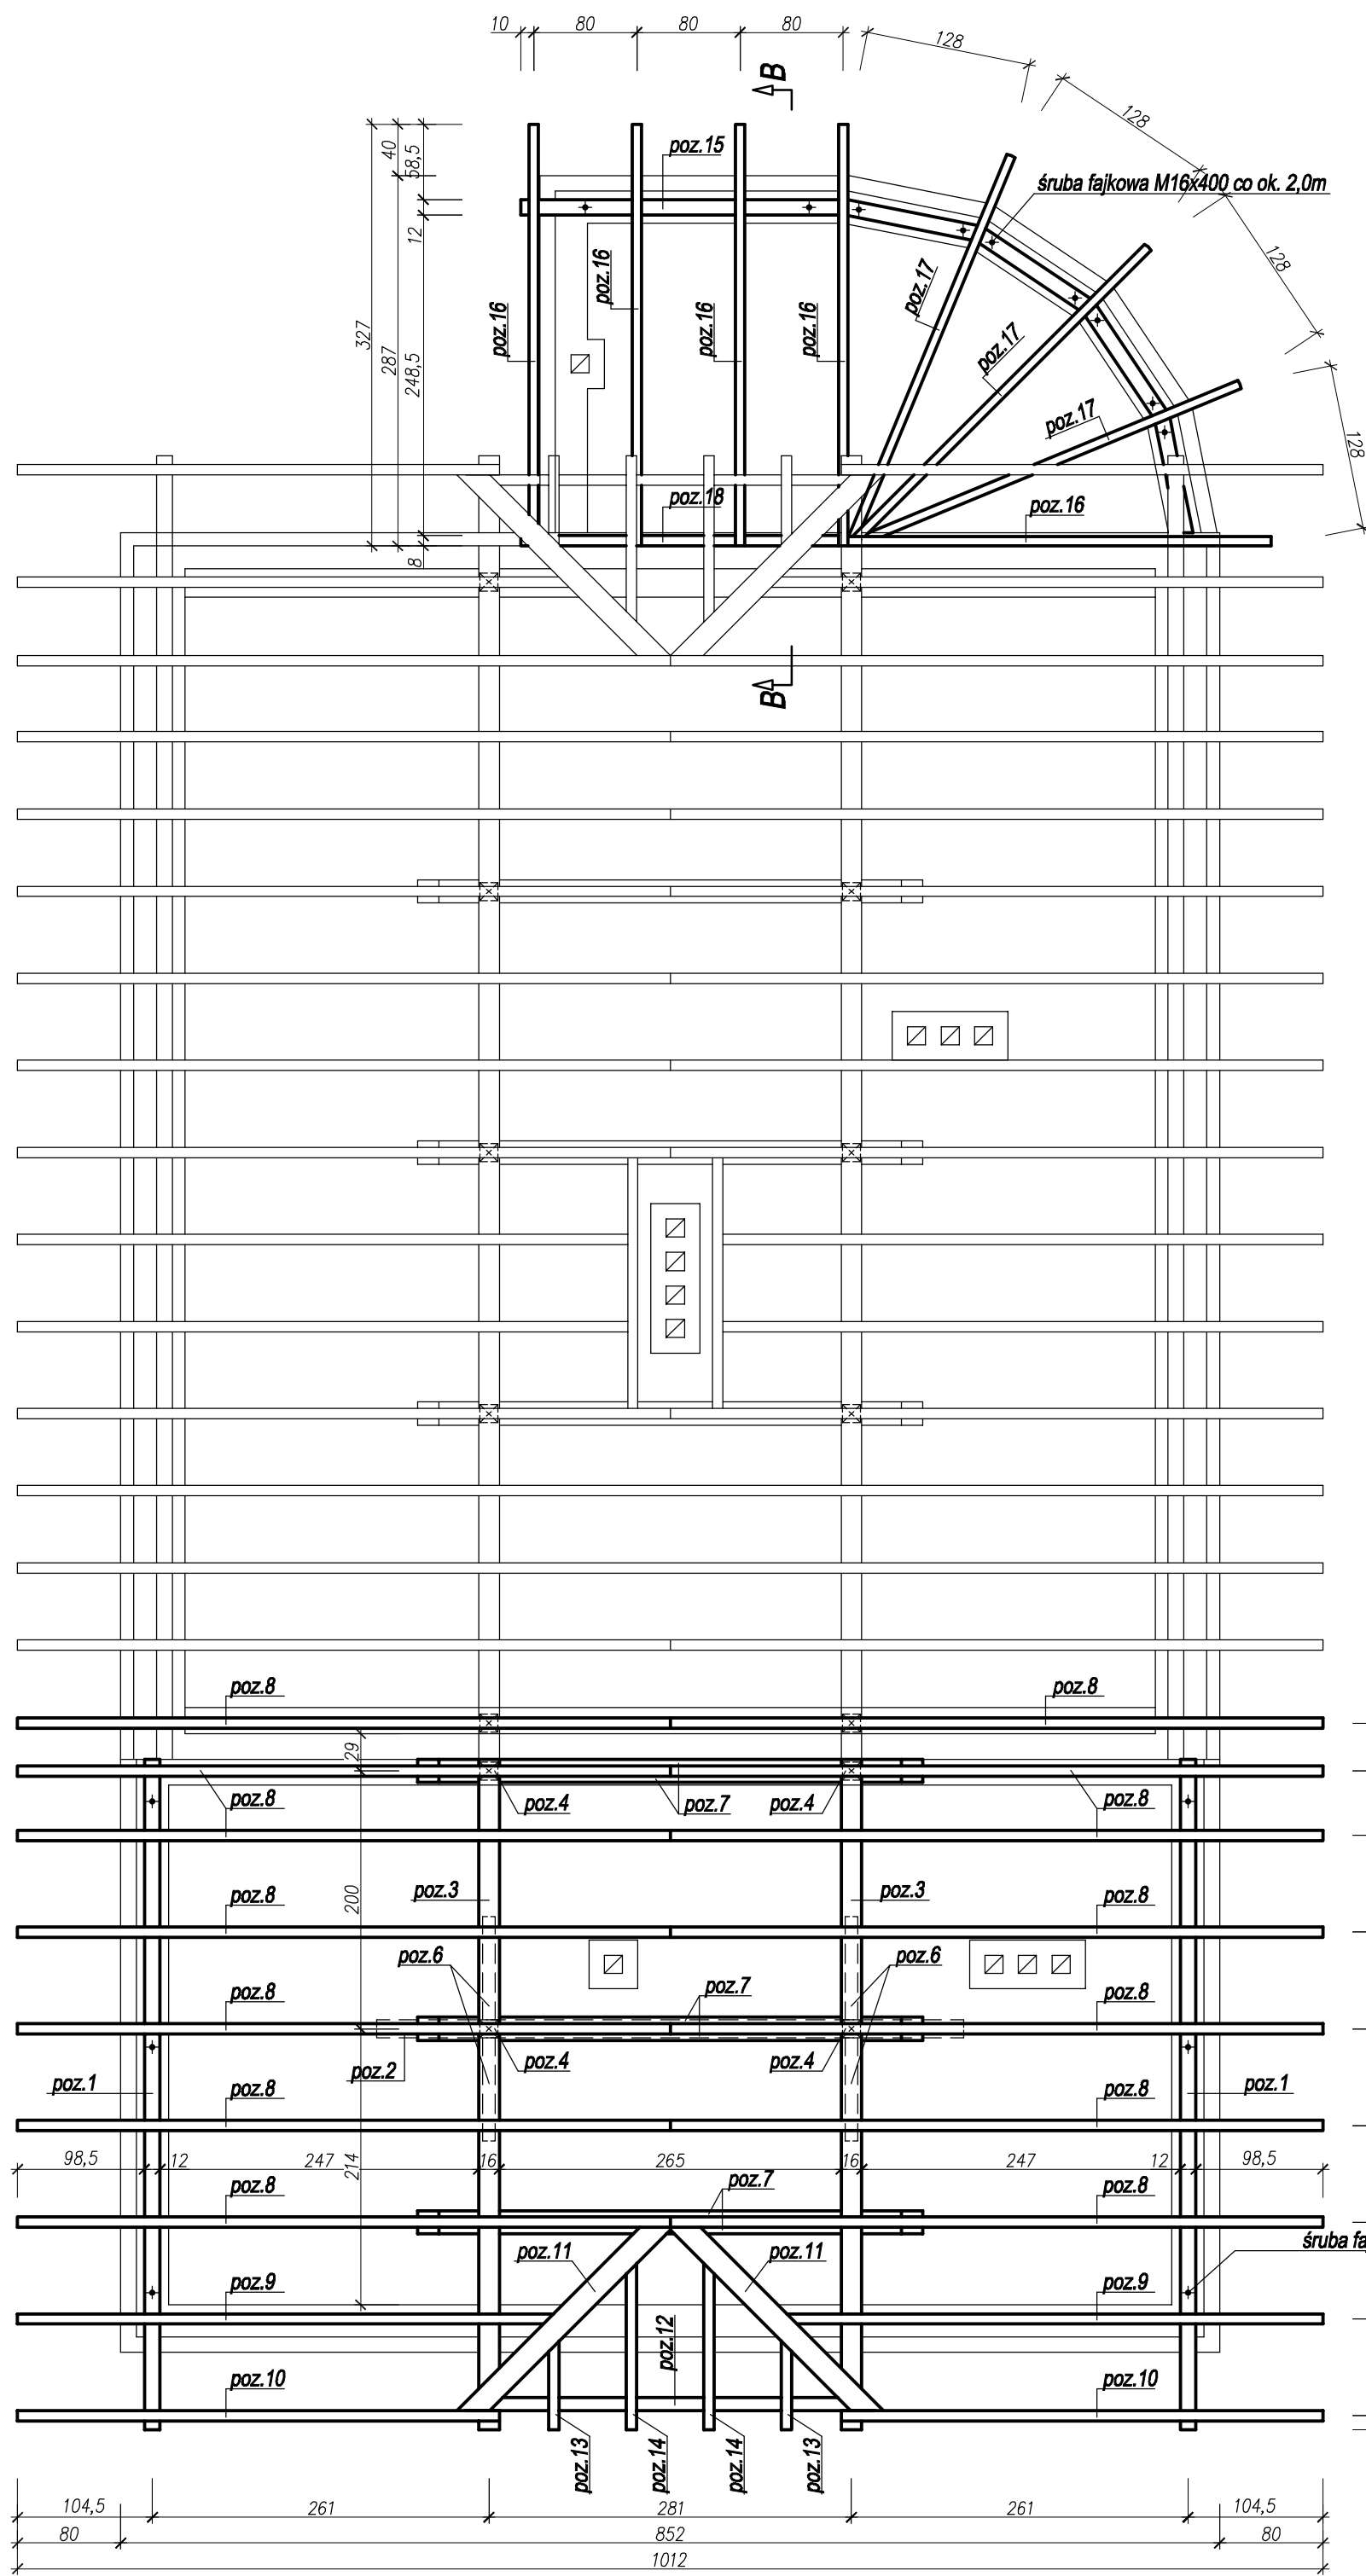 10 80 80 80
128
B
128
40
58,5
poz.15
śruba fajkowa M16x400 co ok. 2,0m
12
128
poz.16
poz.17
327
287
248,5
poz.16
poz.16
poz.16
poz.17
poz.17
128
poz.18
poz.16
8
B
poz.8 poz.8
29
poz.8 poz.4 poz.7 poz.4 poz.8
poz.3 poz.3
200
poz.8 poz.8
poz.6 poz.6
poz.7
poz.8 poz.8
poz.2 poz.4 poz.4
poz.1 poz.1
poz.8 poz.8
98,5 12 247 16 265 16 247 12 98,5
214
poz.7
poz.8 poz.8
śruba fa
poz.11 poz.11
poz.9 poz.9
poz.12
poz.10 poz.10
poz.13 poz.14 poz.14 poz.13
104,5 261 281 261 104,5
80 852 80
1012